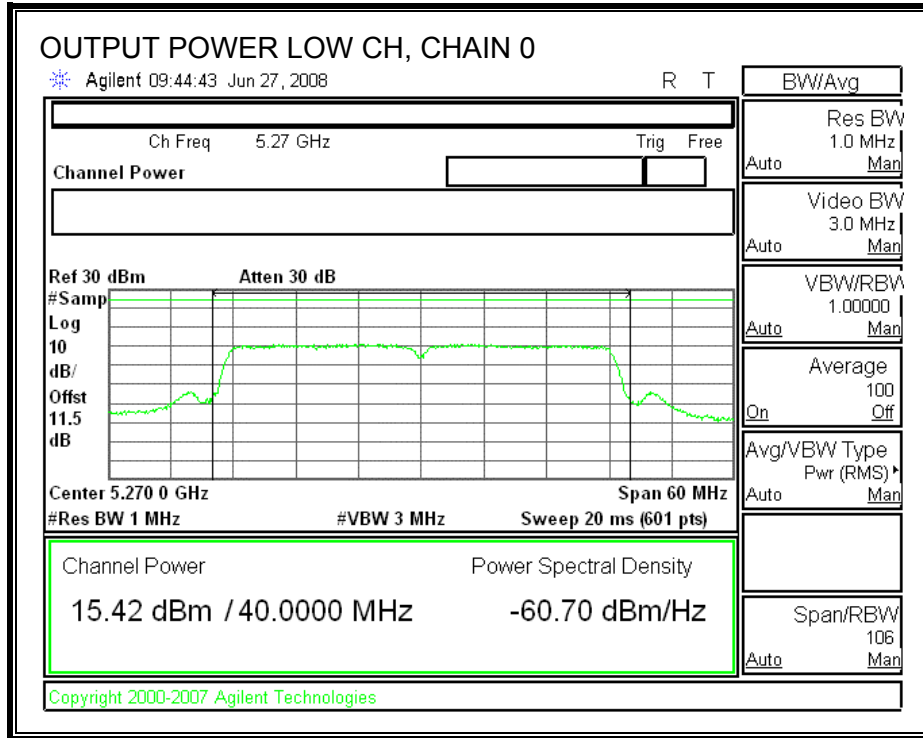 OUTPUT POWER LOW CH, CHAIN 0
Agilent 09:44:43 Jun 27, 2008 R T
Ch Freq 5.27 GHz Trig Free
Channel Power
Ref 30 dBm Atten 30 dB
#Samp
Log
10
dB/
Offst
11.5
dB
Center 5.270 0 GHz Span 60 MHz
#Res BW 1 MHz #VBW 3 MHz Sweep 20 ms (601 pts)
Channel Power Power Spectral Density
15.42 dBm / 40.0000 MHz -60.70 dBm/Hz
Copyright 2000-2007 Agilent Technologies
BW/Avg
Res BW
1.0 MHz
Auto Man
Video BW
3.0 MHz
Auto Man
VBW/RBW
1.00000
Auto Man
Average
100
On Off
Avg/VBW Type
Pwr (RMS)
Auto Man
Span/RBW
106
Auto Man